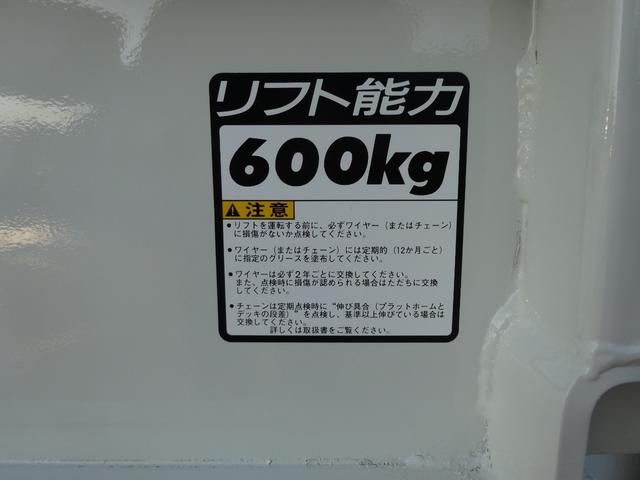 リフト能力
600kg
注意
●リフトを運転する前に、必ずワイヤー（またはチェーン）
に損傷がないか点検してください。
●ワイヤー（またはチェーン）には定期的（12か月ごと）
に指定のグリースを塗布してください。
●ワイヤーは必ず２年ごとに交換してください。
また、点検時に損傷が認められる場合はただちに交換
してください。
●チェーンは定期点検時に“伸び具合（プラットホームと
デッキの段差）”を点検し、基準以上伸びている場合は
交換してください。
詳しくは取扱書をご覧ください。